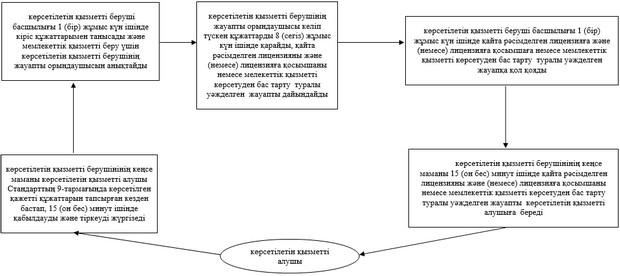 көрсетілетін қызметті беруші
басшылығы 1 (бір) жұмыс күн ішінде
кіріс құжаттарымен танысады және
мемлекеттік қызметті беру үшін
көрсетілетін қызметті берушінің
жауапты орындаушысын анықтайды
көрсетілетін қызметті берушінің
жауапты орындаушысы келіп
түскен құжаттарды 8 (сегіз) жұмыс
күн ішінде қарайды, қайта
рәсімделген лицензияны және
(немесе) лицензияға қосымшаны
немесе мелекеттік қызметті
көрсетуден бас тарту туралы
уәжделген жауапты дайындайды
көрсетілетін қызметті беруші басшылығы 1 (бір)
жұмыс күн ішінде қайта рәсімделген лицензияға және
(немесе) лицензияға қосымшаға немесе мемлекеттік
қызметті көрсетуден бас тарту туралы уәжделген
жауапқа қол қояды
көрсетілетін қызметті берушінінің кеңсе
маманы көрсетілетін қызметті алушы
Стандарттың 9-тармағында көрсетілген
қажетті құжаттарын тапсырған кезден
бастап, 15 (он бес) минут ішінде
қабылдауды және тіркеуді жүргізеді
көрсетілетін қызметті берушінінің кеңсе
маманы 15 (он бес) минут ішінде қайта рәсімделген
лицензияны және (немесе) лицензияға қосымшаны
немесе мемлекеттік қызметті көрсетуден бас тарту
туралы уәжделген жауапты көрсетілетін қызметті
алушыға береді
көрсетілетін қызметті
алушы